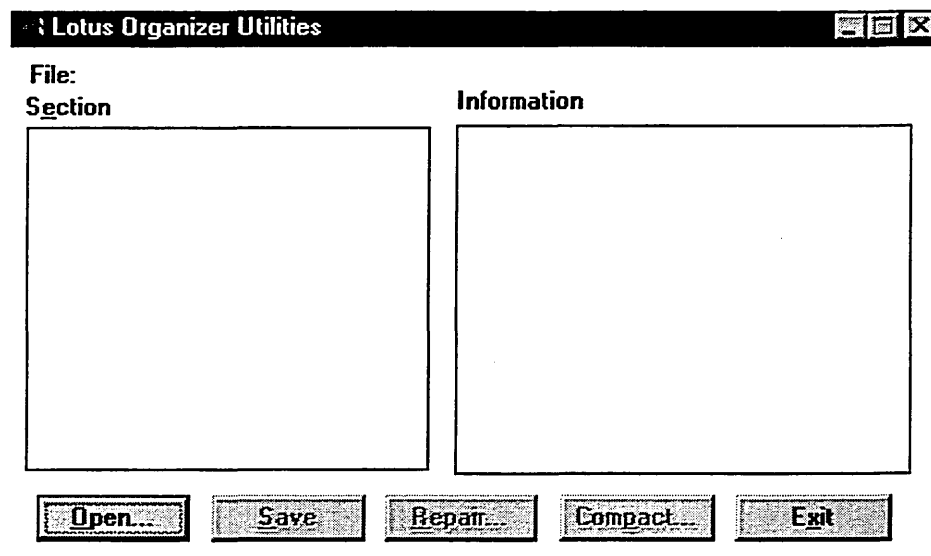 Lotus Organizer Utilities
File:
Section
Information
Open...
Save
Repair...
Compact...
Exit